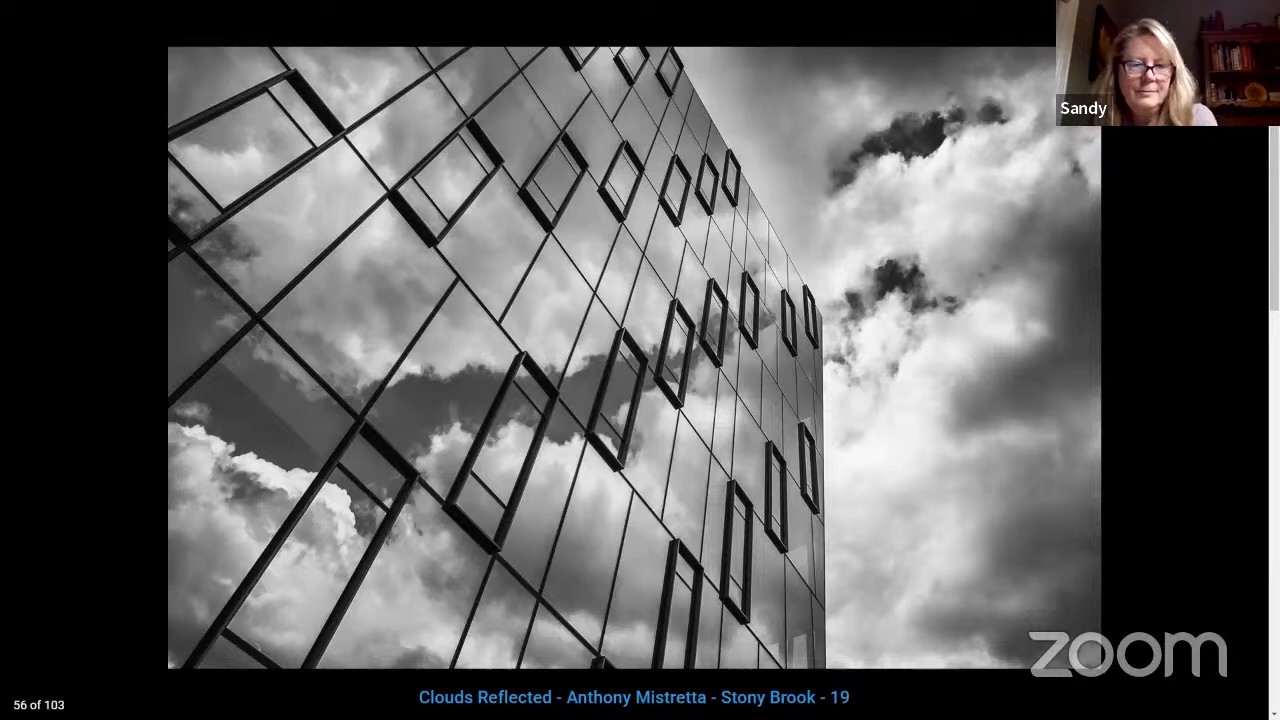 Sandy
zoom
Clouds Reflected - Anthony Mistretta - Stony Brook - 19
56 of 103